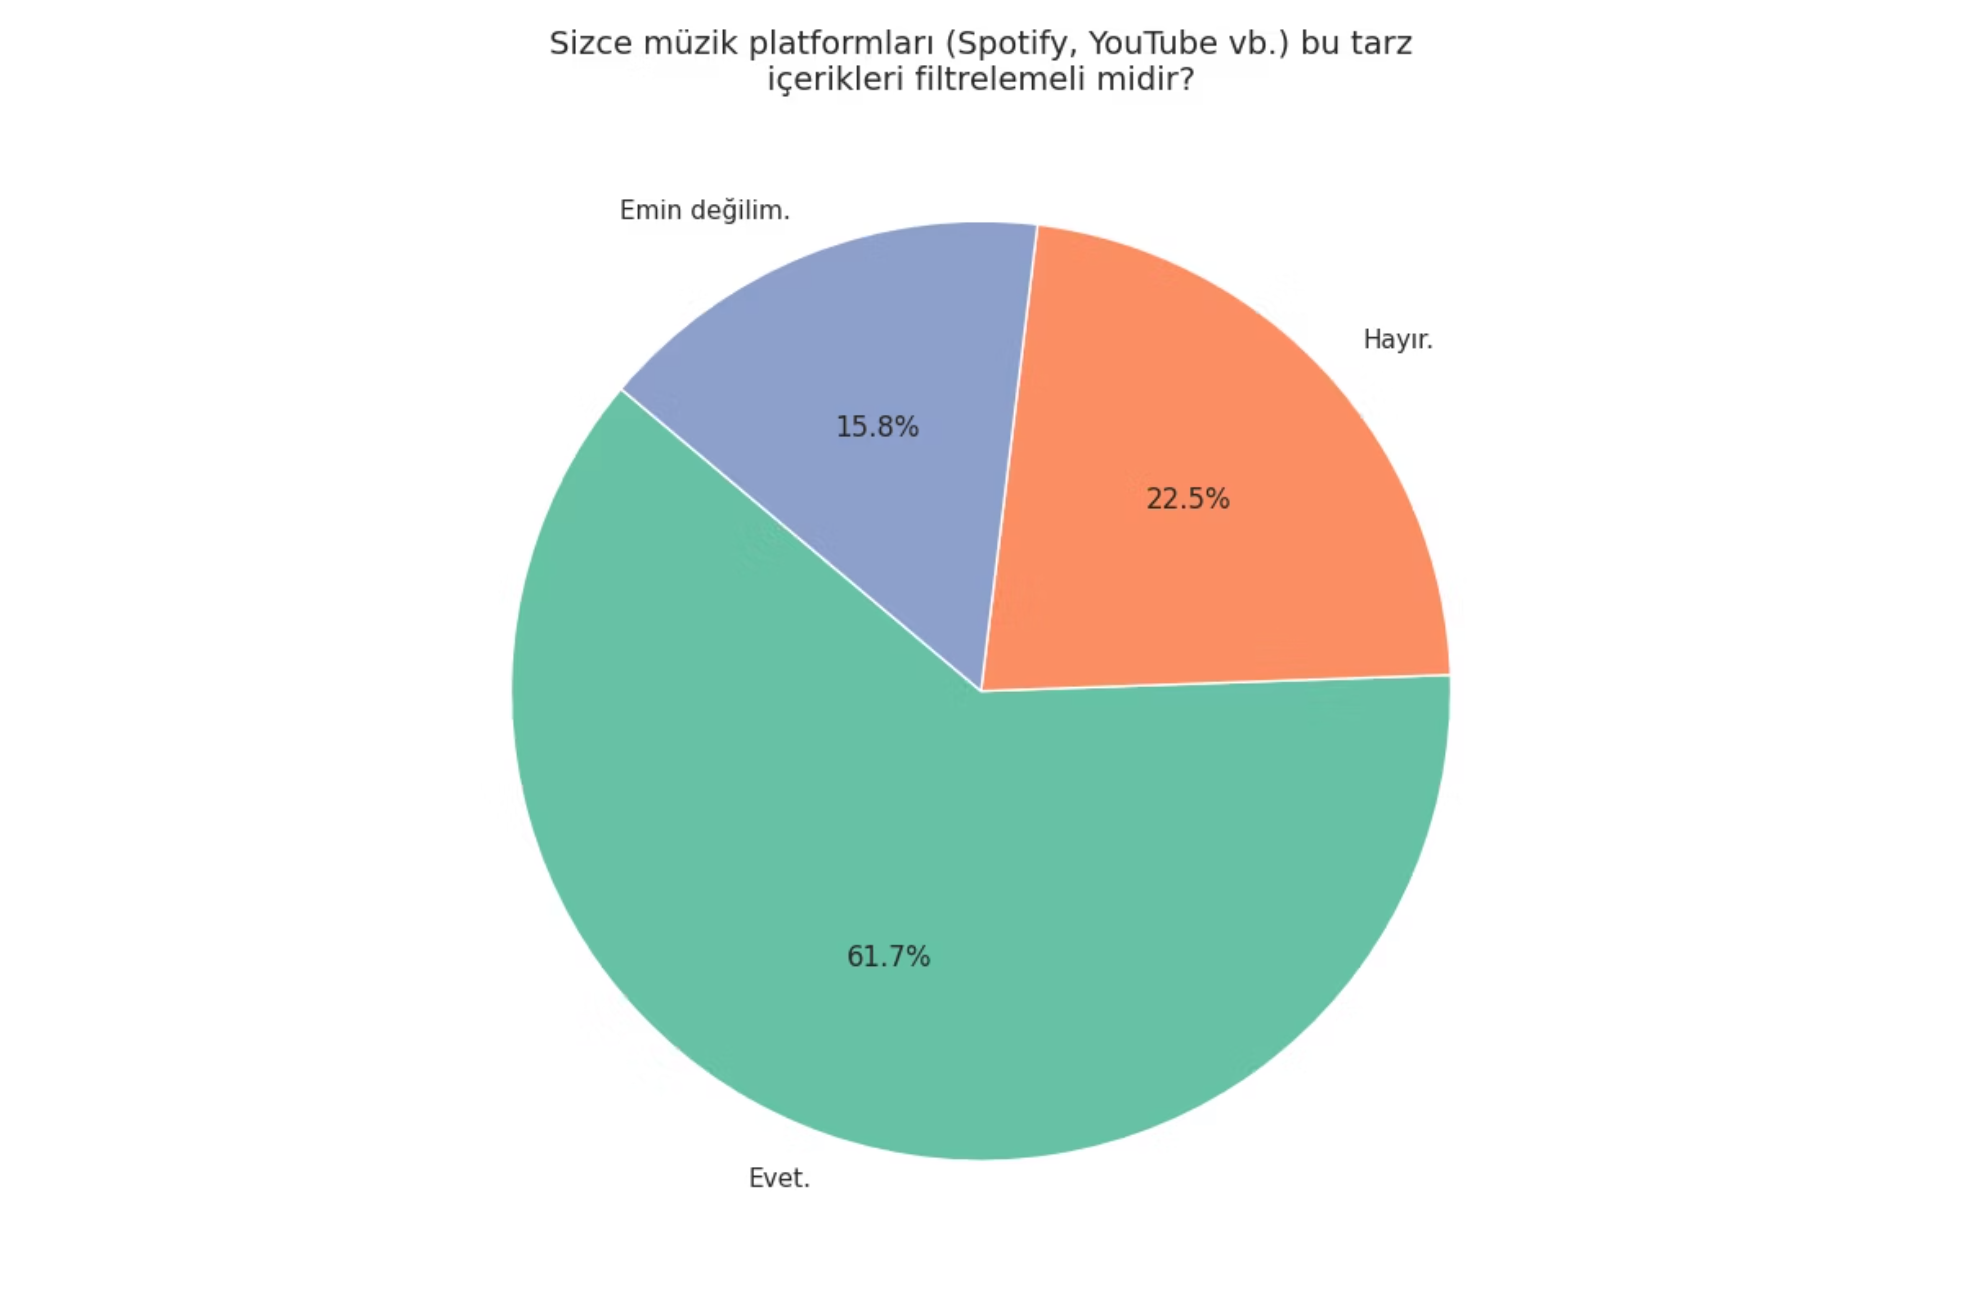 Sizce müzik platformları (Spotify, YouTube vb.) bu tarz
içerikleri filtrelemeli midir?
Emin değilim.
Hayır.
15.8%
22.5%
61.7%
Evet.